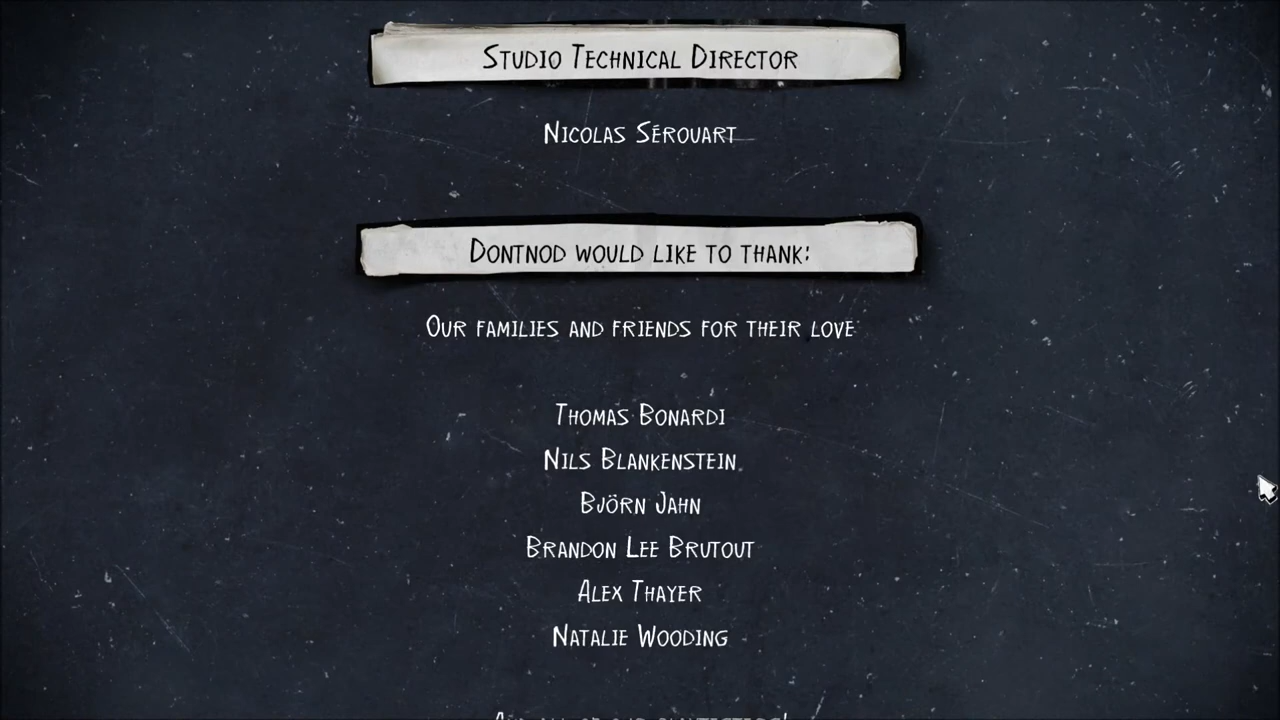 Studio Technical Director
Nicolas Sérouart
Dontnod would like to thank:
Our families and friends for their love
Thomas Bonardi
Nils Blankenstein
Björn Jahn
Brandon Lee Brutout
Alex Thayer
Natalie Wooding